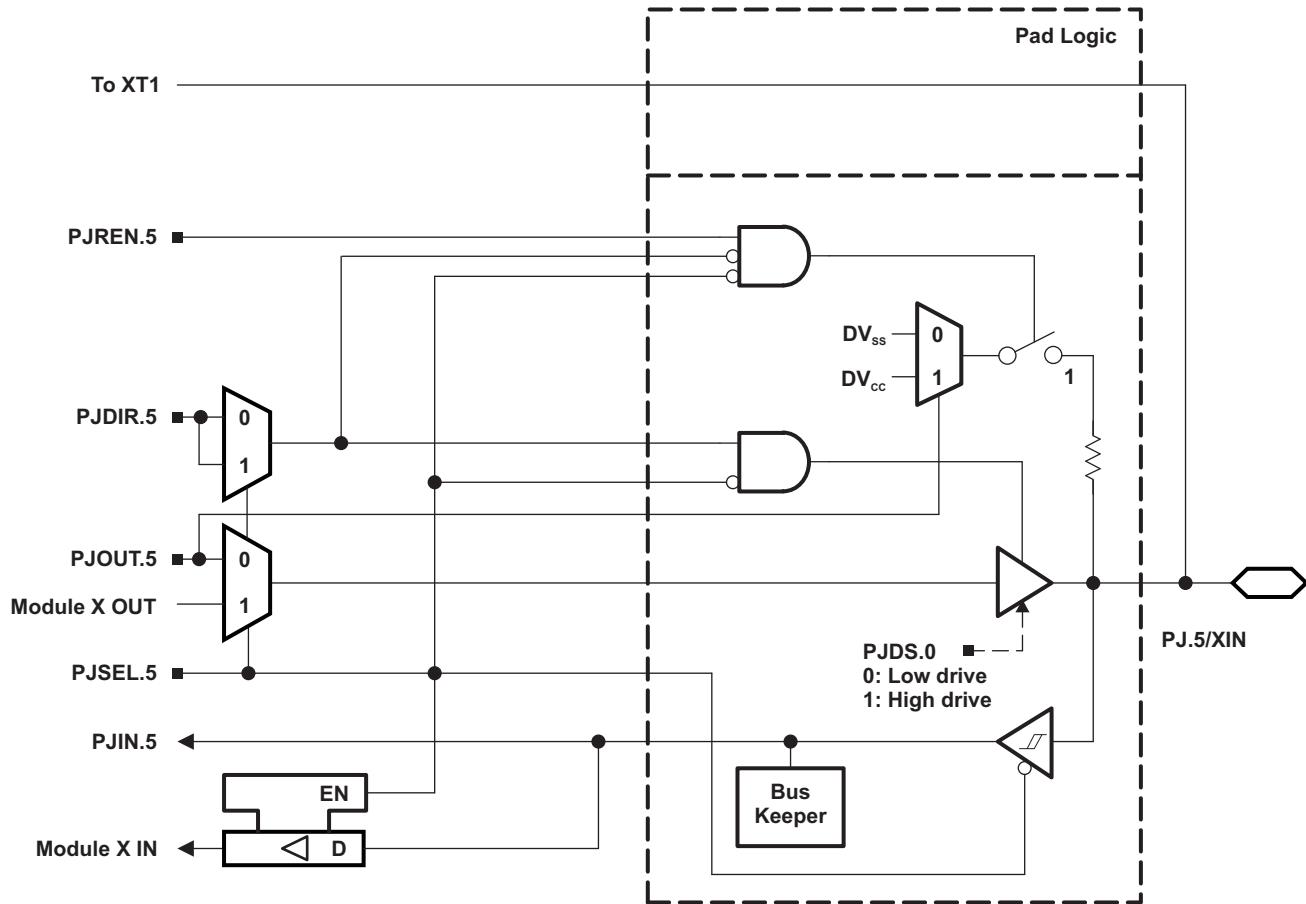 Pad Logic
To XT1
PJREN.5
DVSS
0
DVCC
1
1
PJDIR.5
0
1
PJOUT.5
0
Module X OUT
1
PJSEL.5
PJDS.0
0: Low drive
1: High drive
PJ.5/XIN
PJIN.5
EN
Bus
Keeper
Module X IN
D